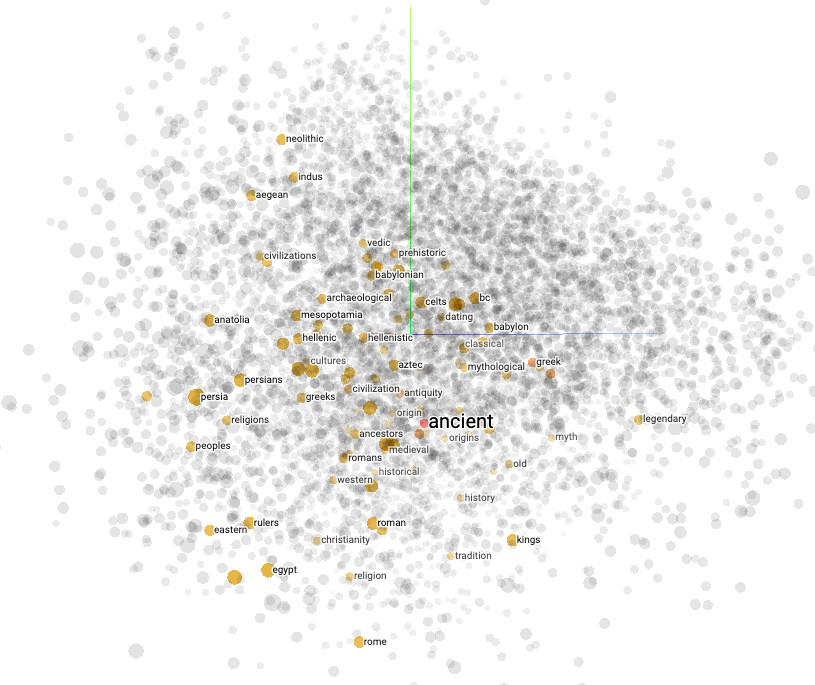 neolithic
indus
aegean
vedic
prehistoric
civilizations
babylonian
archaeological
celts
bc
mesopotamia
dating
anatolia
babylon
hellenic
hellenistic
classical
cultures
greek
aztec
mythological
persians
civilization
antiquity
persia
greeks
origin
religions
ancient
legendary
ancestors
origins
myth
peoples
medieval
romans
old
historical
western
history
rulers
roman
eastern
christianity
kings
tradition
egypt
religion
rome